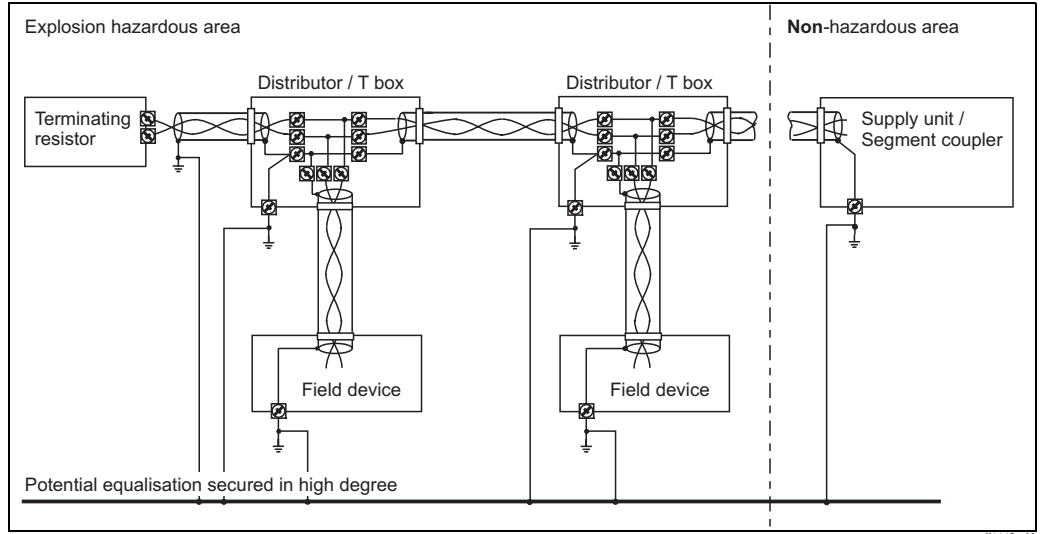 Explosion hazardous area
Non-hazardous area
Distributor / T box
Distributor / T box
Terminating
resistor
Supply unit /
Segment coupler
Field device
Field device
Potential equalisation secured in high degree